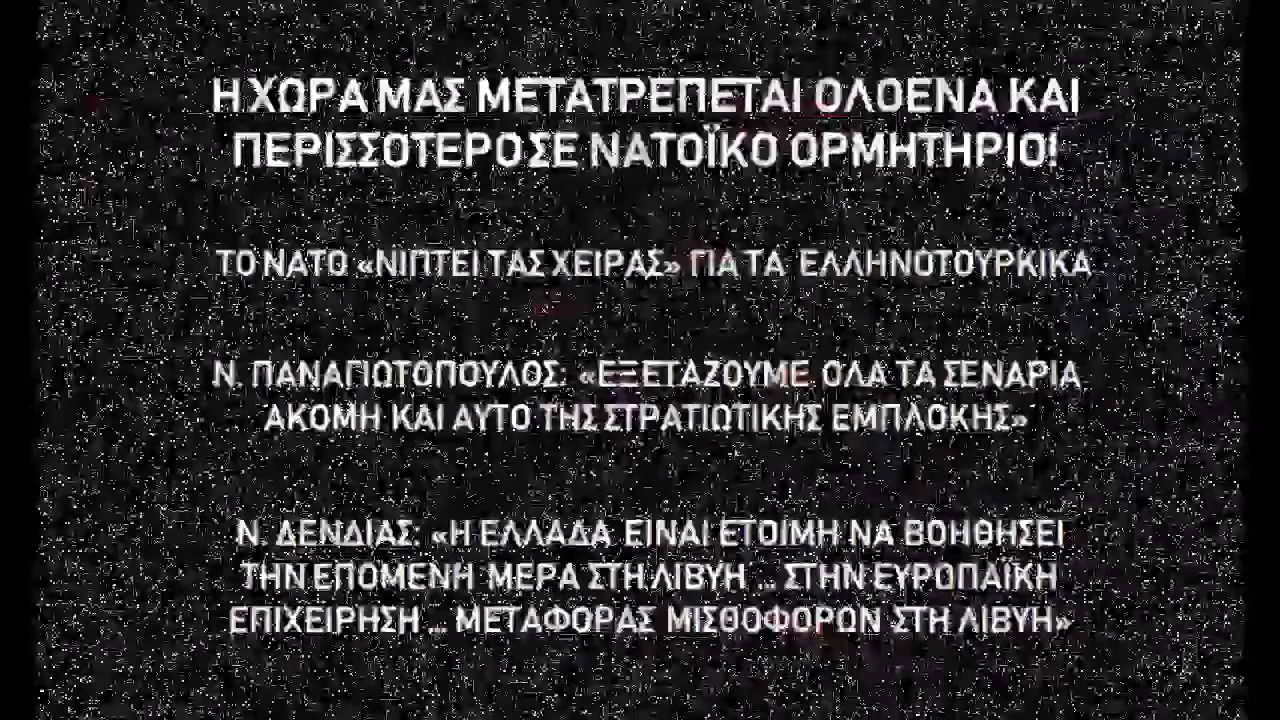 Η ΧΩΡΑ ΜΑΣ ΜΕΤΑΤΡΕΠΕΤΑΙ ΟΛΟΕΝΑ ΚΑΙ
ΠΕΡΙΣΣΟΤΕΡΟ ΣΕ ΝΑΤΟΪΚΟ ΟΡΜΗΤΗΡΙΟ!
ΤΟ ΝΑΤΟ «ΝΙΠΤΕΙ ΤΑΣ ΧΕΙΡΑΣ» ΓΙΑ ΤΑ ΕΛΛΗΝΟΤΟΥΡΚΙΚΑ
Ν. ΠΑΝΑΓΙΩΤΟΠΟΥΛΟΣ: «ΕΞΕΤΑΖΟΥΜΕ ΟΛΑ ΤΑ ΣΕΝΑΡΙΑ
ΑΚΟΜΗ ΚΑΙ ΑΥΤΟ ΤΗΣ ΣΤΡΑΤΙΩΤΙΚΗΣ ΕΜΠΛΟΚΗΣ»
Ν. ΔΕΝΔΙΑΣ: «Η ΕΛΛΑΔΑ ΕΙΝΑΙ ΕΤΟΙΜΗ ΝΑ ΒΟΗΘΗΣΕΙ
ΤΗΝ ΕΠΟΜΕΝΗ ΜΕΡΑ ΣΤΗ ΛΙΒΥΗ ... ΣΤΗΝ ΕΥΡΩΠΑΪΚΗ
ΕΠΙΧΕΙΡΗΣΗ ... ΜΕΤΑΦΟΡΑΣ ΜΙΣΘΟΦΟΡΩΝ ΣΤΗ ΛΙΒΥΗ»